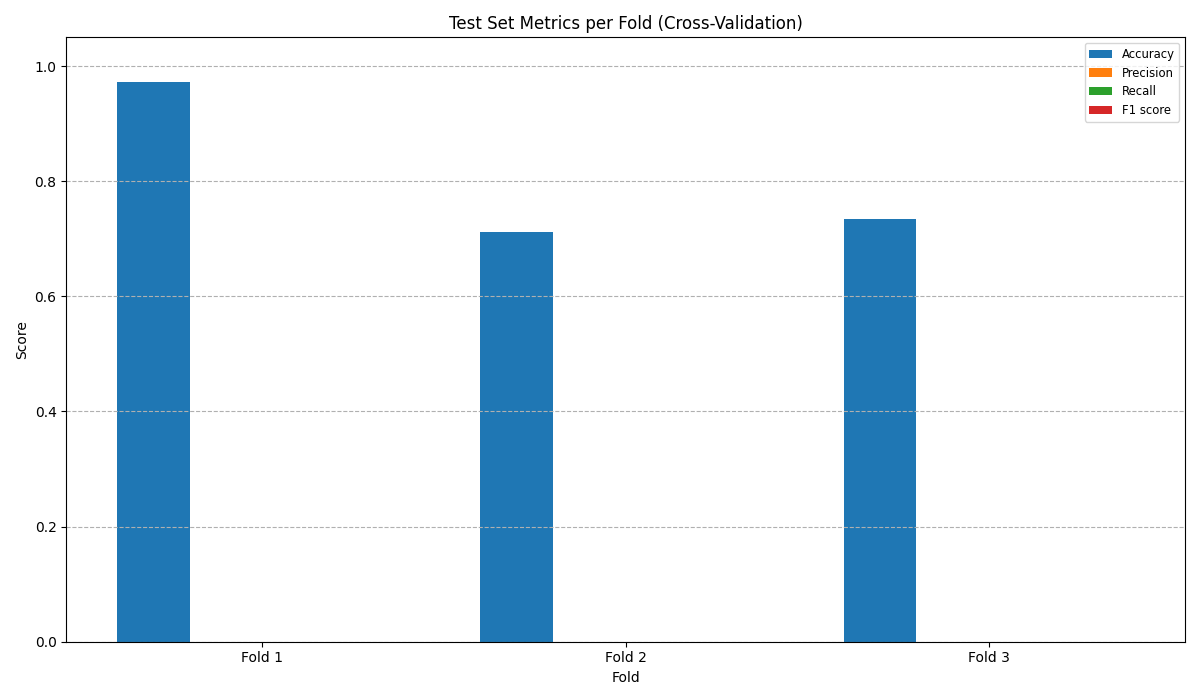 Test Set Metrics per Fold (Cross-Validation)
Accuracy
Precision
Recall
F1 score
1.0
0.8
0.6
0.4
0.2
0.0
Score
Fold 1
Fold 2
Fold 3
Fold